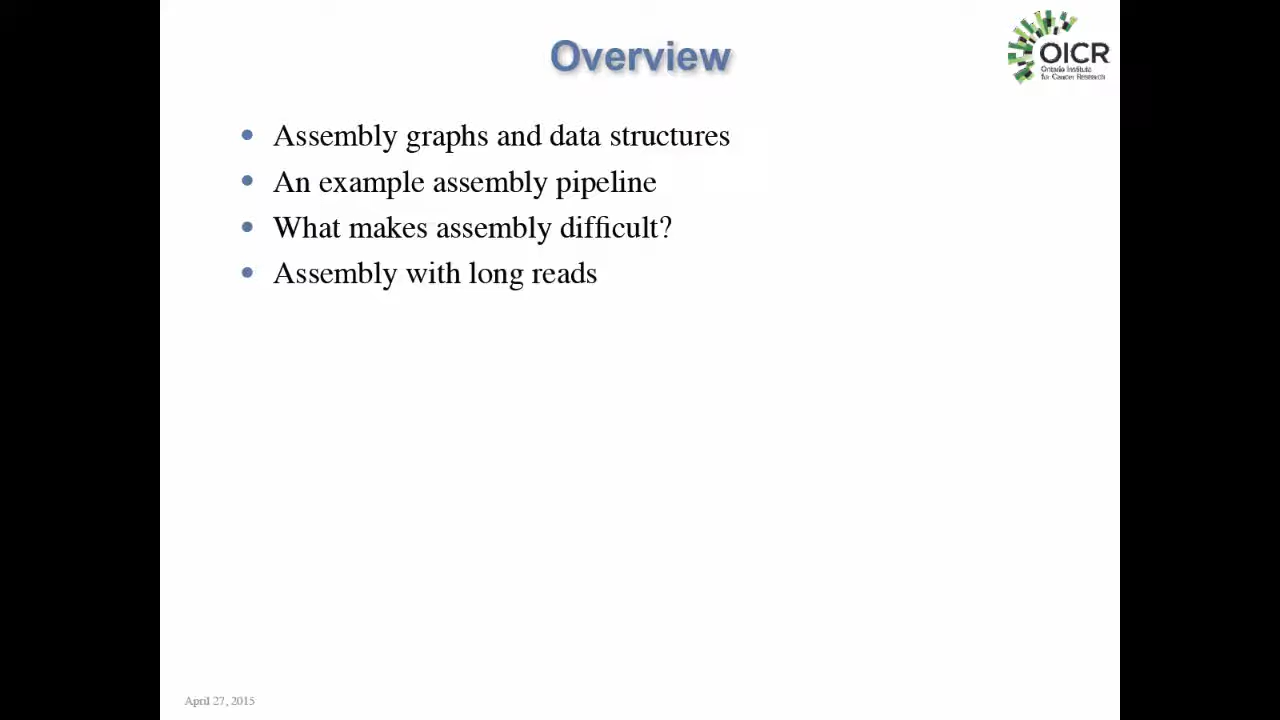 Overview
OICR
Ontario Institute
for Cancer Research
Assembly graphs and data structures
An example assembly pipeline
What makes assembly difficult?
Assembly with long reads
April 27, 2015